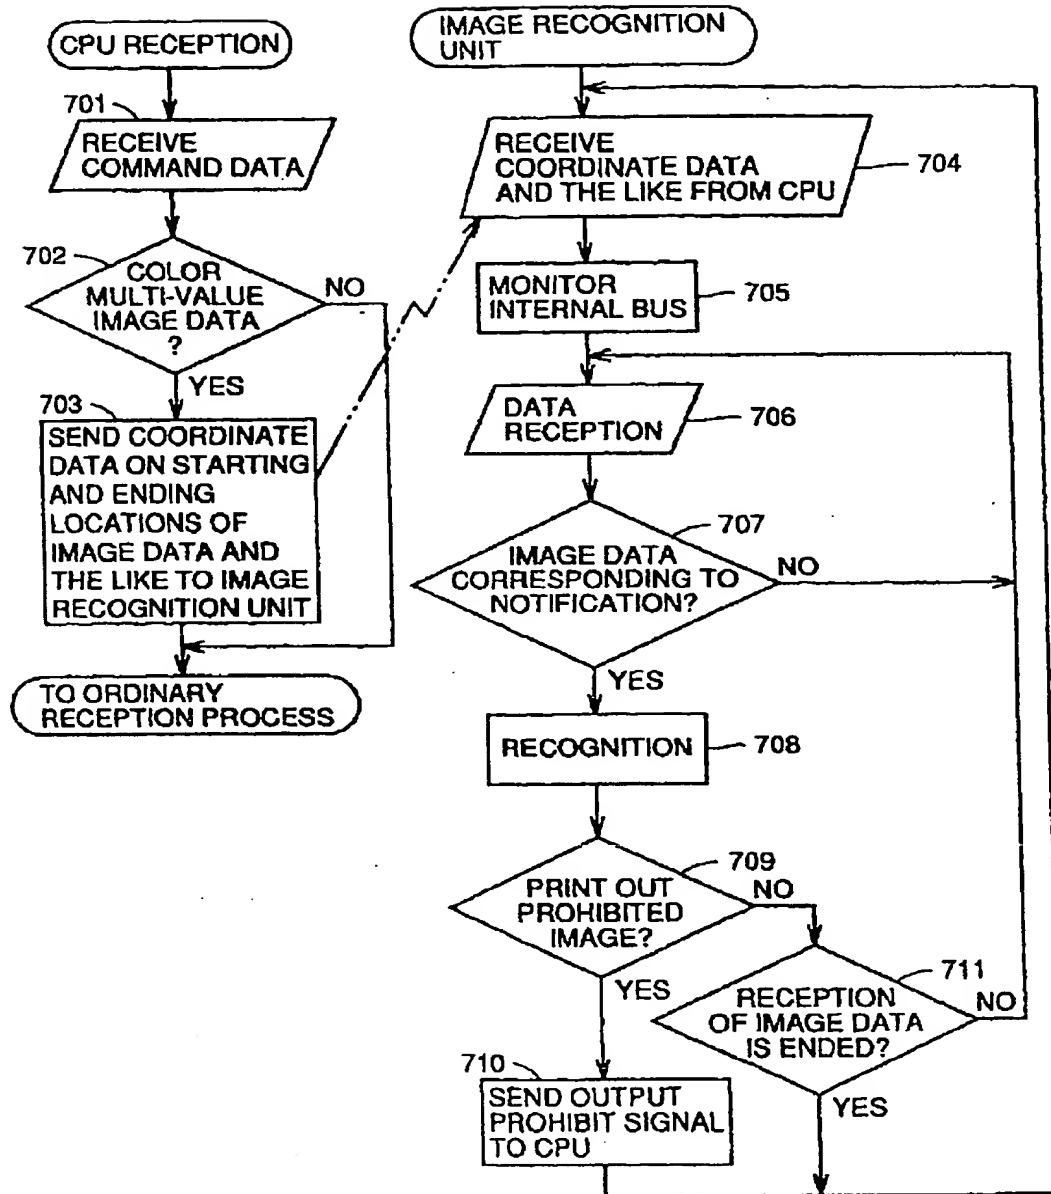 CPU RECEPTION
701
RECEIVE
COMMAND DATA
702
COLOR
MULTI-VALUE
IMAGE DATA
?
NO
YES
703
SEND COORDINATE
DATA ON STARTING
AND ENDING
LOCATIONS OF
IMAGE DATA AND
THE LIKE TO IMAGE
RECOGNITION UNIT
TO ORDINARY
RECEPTION PROCESS
IMAGE RECOGNITION
UNIT
RECEIVE
COORDINATE DATA
AND THE LIKE FROM CPU
704
MONITOR
INTERNAL BUS
705
DATA
RECEPTION
706
707
IMAGE DATA
CORRESPONDING TO
NOTIFICATION?
NO
YES
RECOGNITION
708
709
PRINT OUT
PROHIBITED
IMAGE?
NO
YES
711
RECEPTION
OF IMAGE DATA
IS ENDED?
NO
YES
710
SEND OUTPUT
PROHIBIT SIGNAL
TO CPU